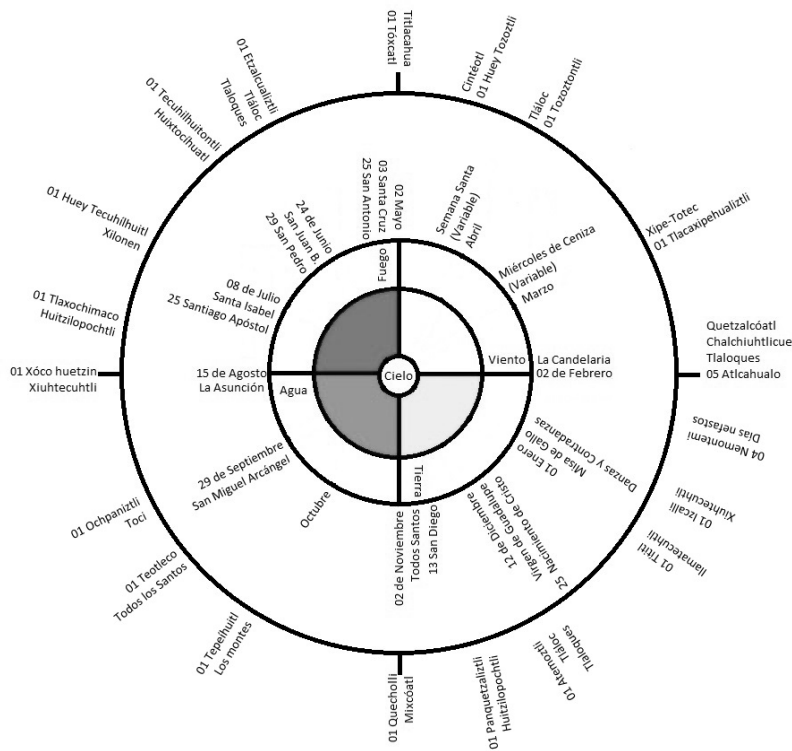 Titlacahua
01 Tóxcatl
Cintéotl
01 Huey Tozoztli
Tláloc
01 Tozoztontli
Xipe-Totec
01 Tlacaxipehualiztli
Quetzalcóatl
Chalchiuhtlicue
Tlaloques
05 Atlcahualo
04 Nemontemi
Días nefastos
01 Izcalli
Xiuhtecuhtli
01 Tititl
Ilamatecuhtli
01 Atemoztli
Tláloc
Tlaloques
01 Panquetzaliztli
Huitzilopochtli
01 Quecholli
Mixcóatl
01 Tepeíhuitl
Los montes
01 Teotleco
Todos los Santos
01 Ochpaniztli
Toci
01 Xóco huetzin
Xiuhtecuhtli
01 Tlaxochimaco
Huitzilopochtli
01 Huey Tecuhilhuitl
Xilonen
01 Tecuhilhuitontli
Huixtocíhuatl
01 Etzalcualiztli
Tláloc
Tlaloques
02 Mayo
03 Santa Cruz
25 San Antonio
Semana Santa
(Variable)
Abril
Miércoles de Ceniza
(Variable)
Marzo
La Candelaria
02 de Febrero
Danzas y Contradanzas
Misa de Gallo
01 Enero
12 de Diciembre
Virgen de Guadalupe
25 Nacimiento de Cristo
02 de Noviembre
Todos Santos
13 San Diego
Octubre
29 de Septiembre
San Miguel Arcángel
15 de Agosto
La Asunción
08 de Julio
Santa Isabel
25 Santiago Apóstol
24 de Junio
San Juan B.
29 San Pedro
Fuego
Viento
Tierra
Agua
Cielo